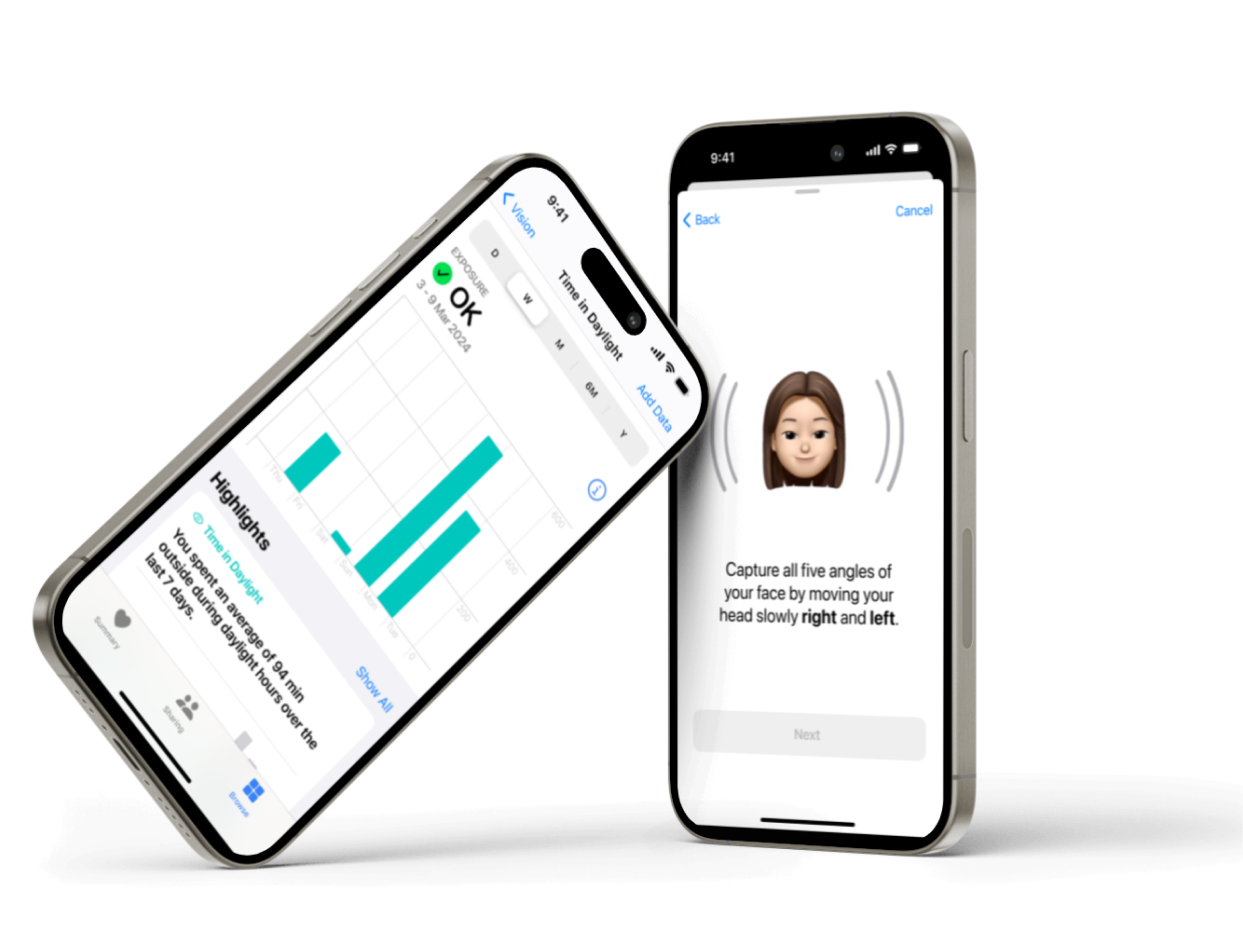 9:41
Vision
Time in Daylight
Add Data
D
W
M
6M
Y
EXPOSURE
OK
3 - 9 Mar 2024
600
400
200
0
Thu
Fri
Sat
Sun
Mon
Tue
Highlights
Show All
Time in Daylight
You spent an average of 94 min
outside during daylight hours over the
last 7 days.
Summary
Sharing
Browse
9:41
Back
Cancel
Capture all five angles of
your face by moving your
head slowly right and left.
Next